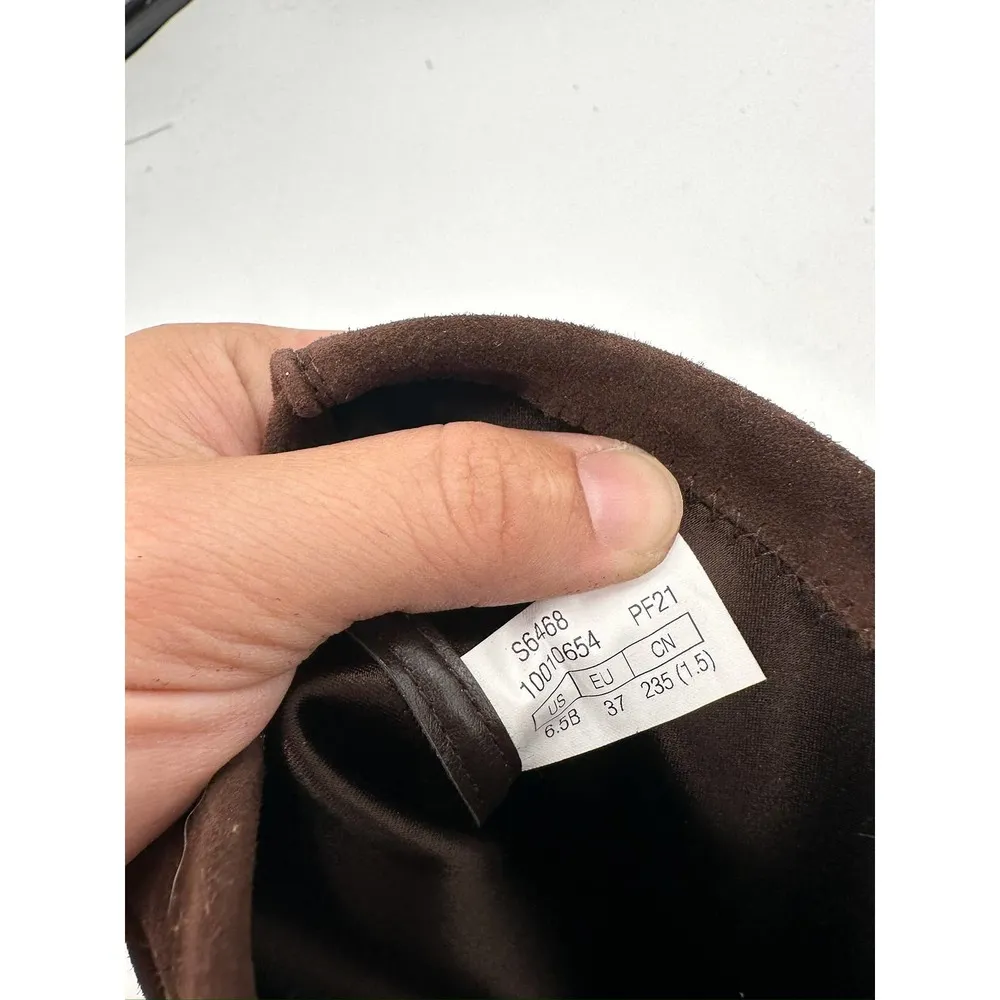 S6468 PF21
10010654
US EU CN
6.5B 37 235 (1.5)